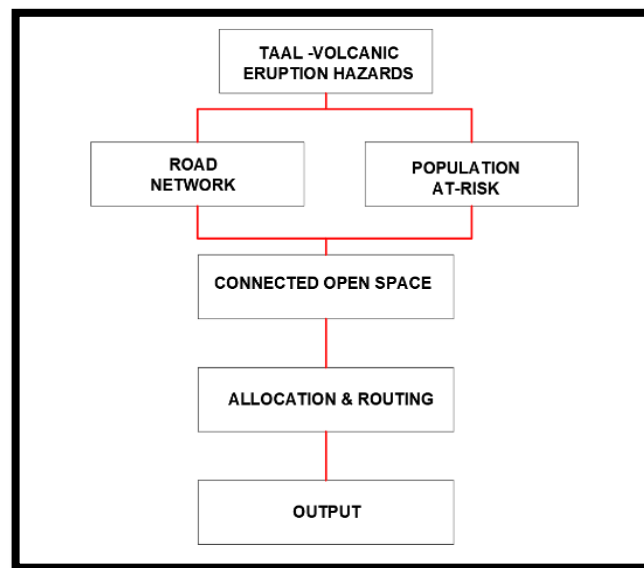 TAAL -VOLCANIC
ERUPTION HAZARDS
ROAD
NETWORK
POPULATION
AT-RISK
CONNECTED OPEN SPACE
ALLOCATION & ROUTING
OUTPUT